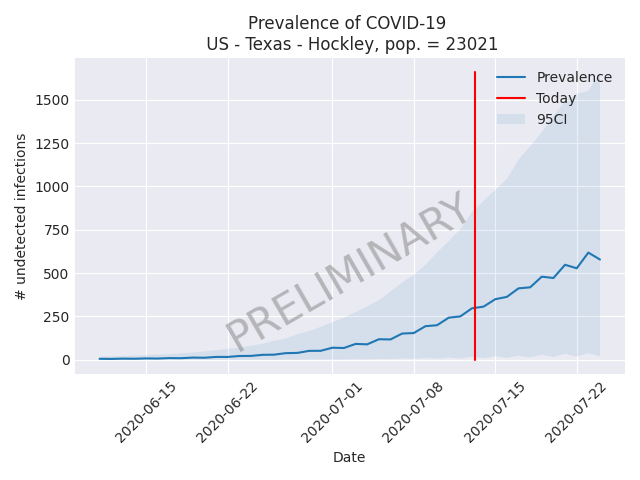 Prevalence of COVID-19
US - Texas - Hockley, pop. = 23021
Prevalence
Today
95CI
PRELIMINARY
# undetected infections
1500
1250
1000
750
500
250
0
2020-06-15
2020-06-22
2020-07-01
2020-07-08
2020-07-15
2020-07-22
Date